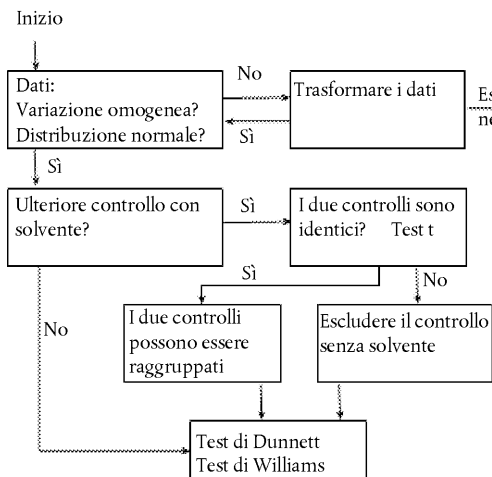 Inizio
Dati:
Variazione omogenea?
Distribuzione normale?
No
Sì
Trasformare i dati
Sì
Ulteriore controllo con
solvente?
Sì
I due controlli sono
identici? Test t
Sì
No
No
I due controlli
possono essere
raggruppati
Escludere il controllo
senza solvente
Test di Dunnett
Test di Williams